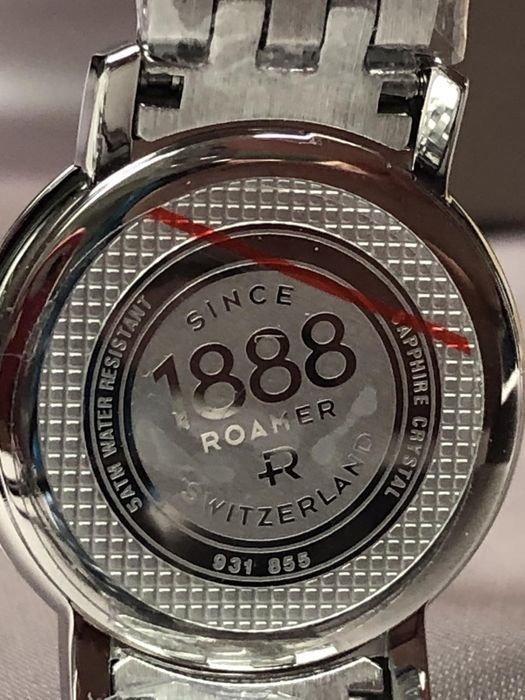 SINCE
1888
ROAMER
R
SWITZERLAND
5ATM WATER RESISTANT
SAPPHIRE CRYSTAL
931 855